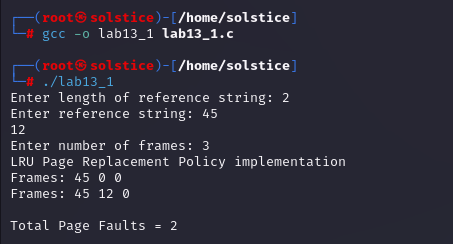 ┌──(root㉿solstice)-[/home/solstice]
└─# gcc -o lab13_1 lab13_1.c
┌──(root㉿solstice)-[/home/solstice]
└─# ./lab13_1
Enter length of reference string: 2
Enter reference string: 45
12
Enter number of frames: 3
LRU Page Replacement Policy implementation
Frames: 45 0 0
Frames: 45 12 0
Total Page Faults = 2